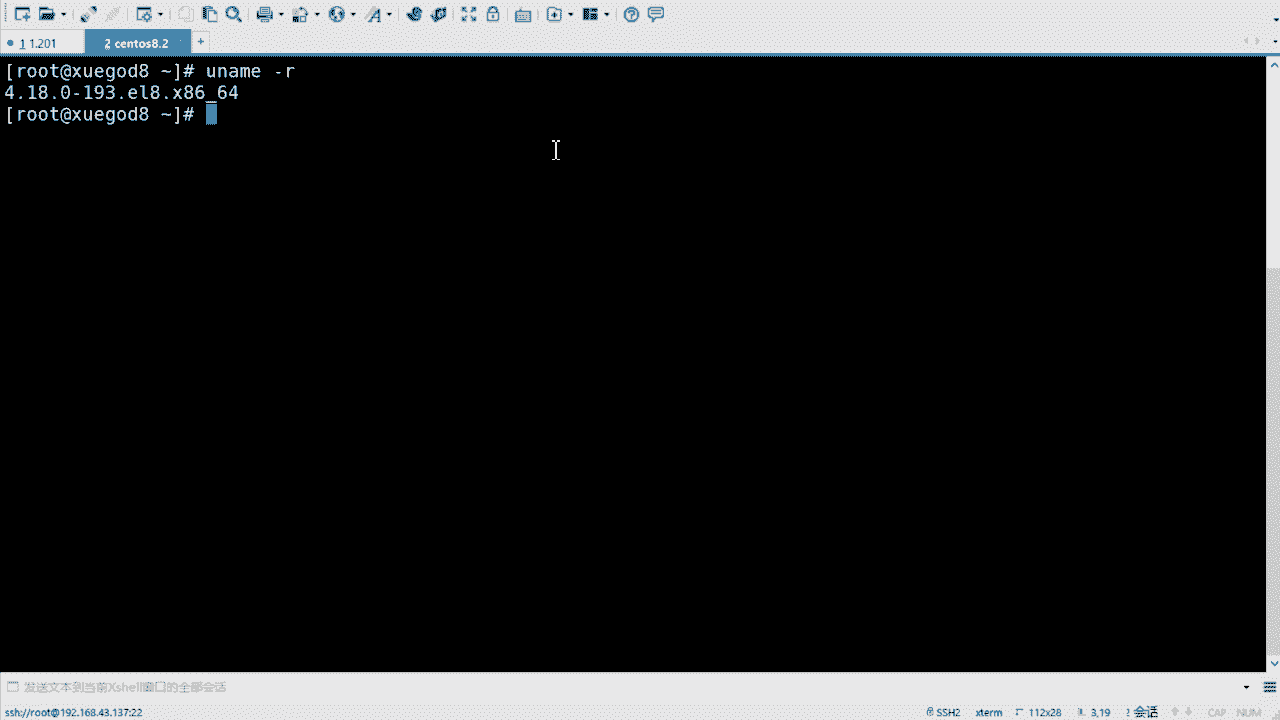 1 1.201
2 centos8.2
+
[root@xuegod8 ~]# uname -r
4.18.0-193.el8.x86_64
[root@xuegod8 ~]#
发送文本到当前Xshell窗口的全部会话
ssh://root@192.168.43.137:22
SSH2
xterm
112x28
3,19
会话
CAP
NUM